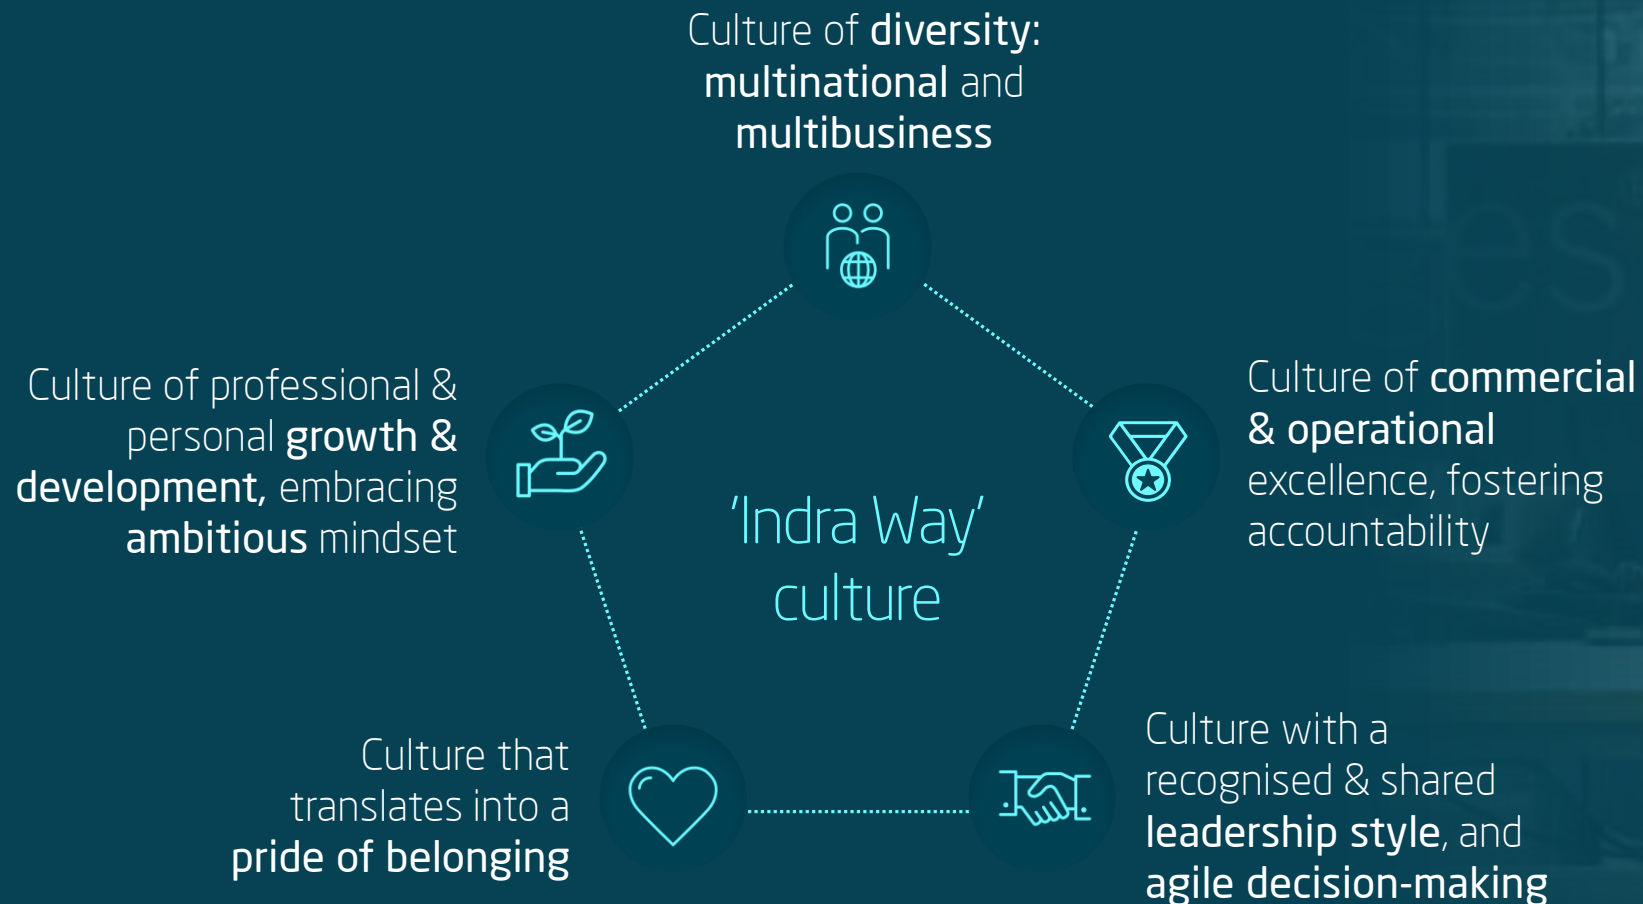 Culture of diversity:
multinational and
multibusiness
Culture of commercial
& operational
excellence, fostering
accountability
Culture with a
recognised & shared
leadership style, and
agile decision-making
Culture that
translates into a
pride of belonging
Culture of professional &
personal growth &
development, embracing
ambitious mindset
'Indra Way'
culture
es